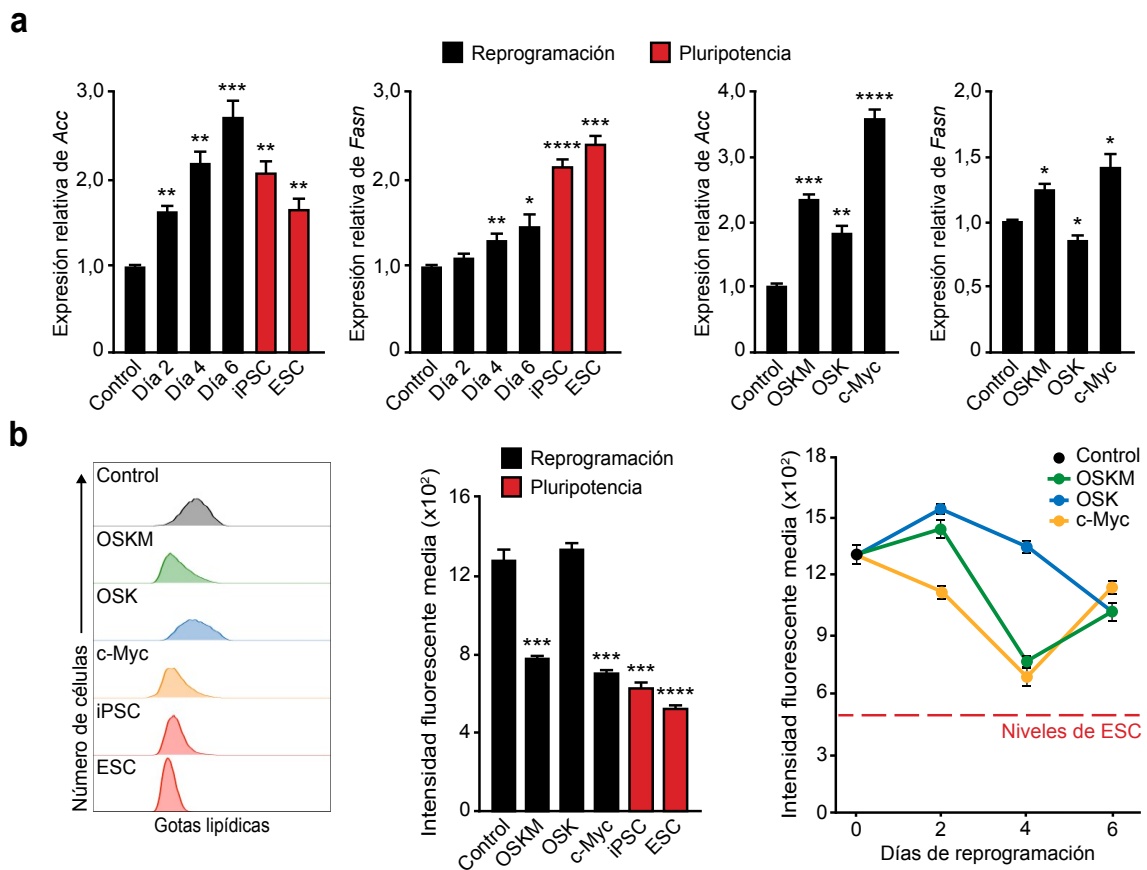 a
Reprogramación
Pluripotencia
Expresión relativa de Acc
3,0
2,0
1,0
0
**
**
***
**
**
Control
Día 2
Día 4
Día 6
iPSC
ESC
Expresión relativa de Fasn
3,0
2,0
1,0
0
**
*
****
***
Control
Día 2
Día 4
Día 6
iPSC
ESC
Expresión relativa de Acc
4,0
3,0
2,0
1,0
0
***
**
****
Control
OSKM
OSK
c-Myc
Expresión relativa de Fasn
2,0
1,5
1,0
0,5
0
*
*
*
Control
OSKM
OSK
c-Myc
b
Número de células
Control
OSKM
OSK
c-Myc
iPSC
ESC
Gotas lipídicas
Reprogramación
Pluripotencia
Intensidad fluorescente media (x10²)
16
12
8
4
0
***
***
***
****
Control
OSKM
OSK
c-Myc
iPSC
ESC
Intensidad fluorescente media (x10²)
18
15
12
9
6
3
0
Control
OSKM
OSK
c-Myc
Niveles de ESC
0
2
4
6
Días de reprogramación